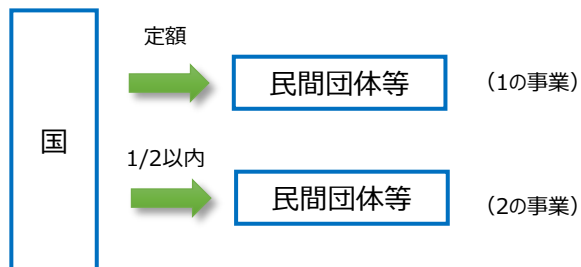 定額
民間団体等
（1の事業）
国
1/2以内
民間団体等
（2の事業）